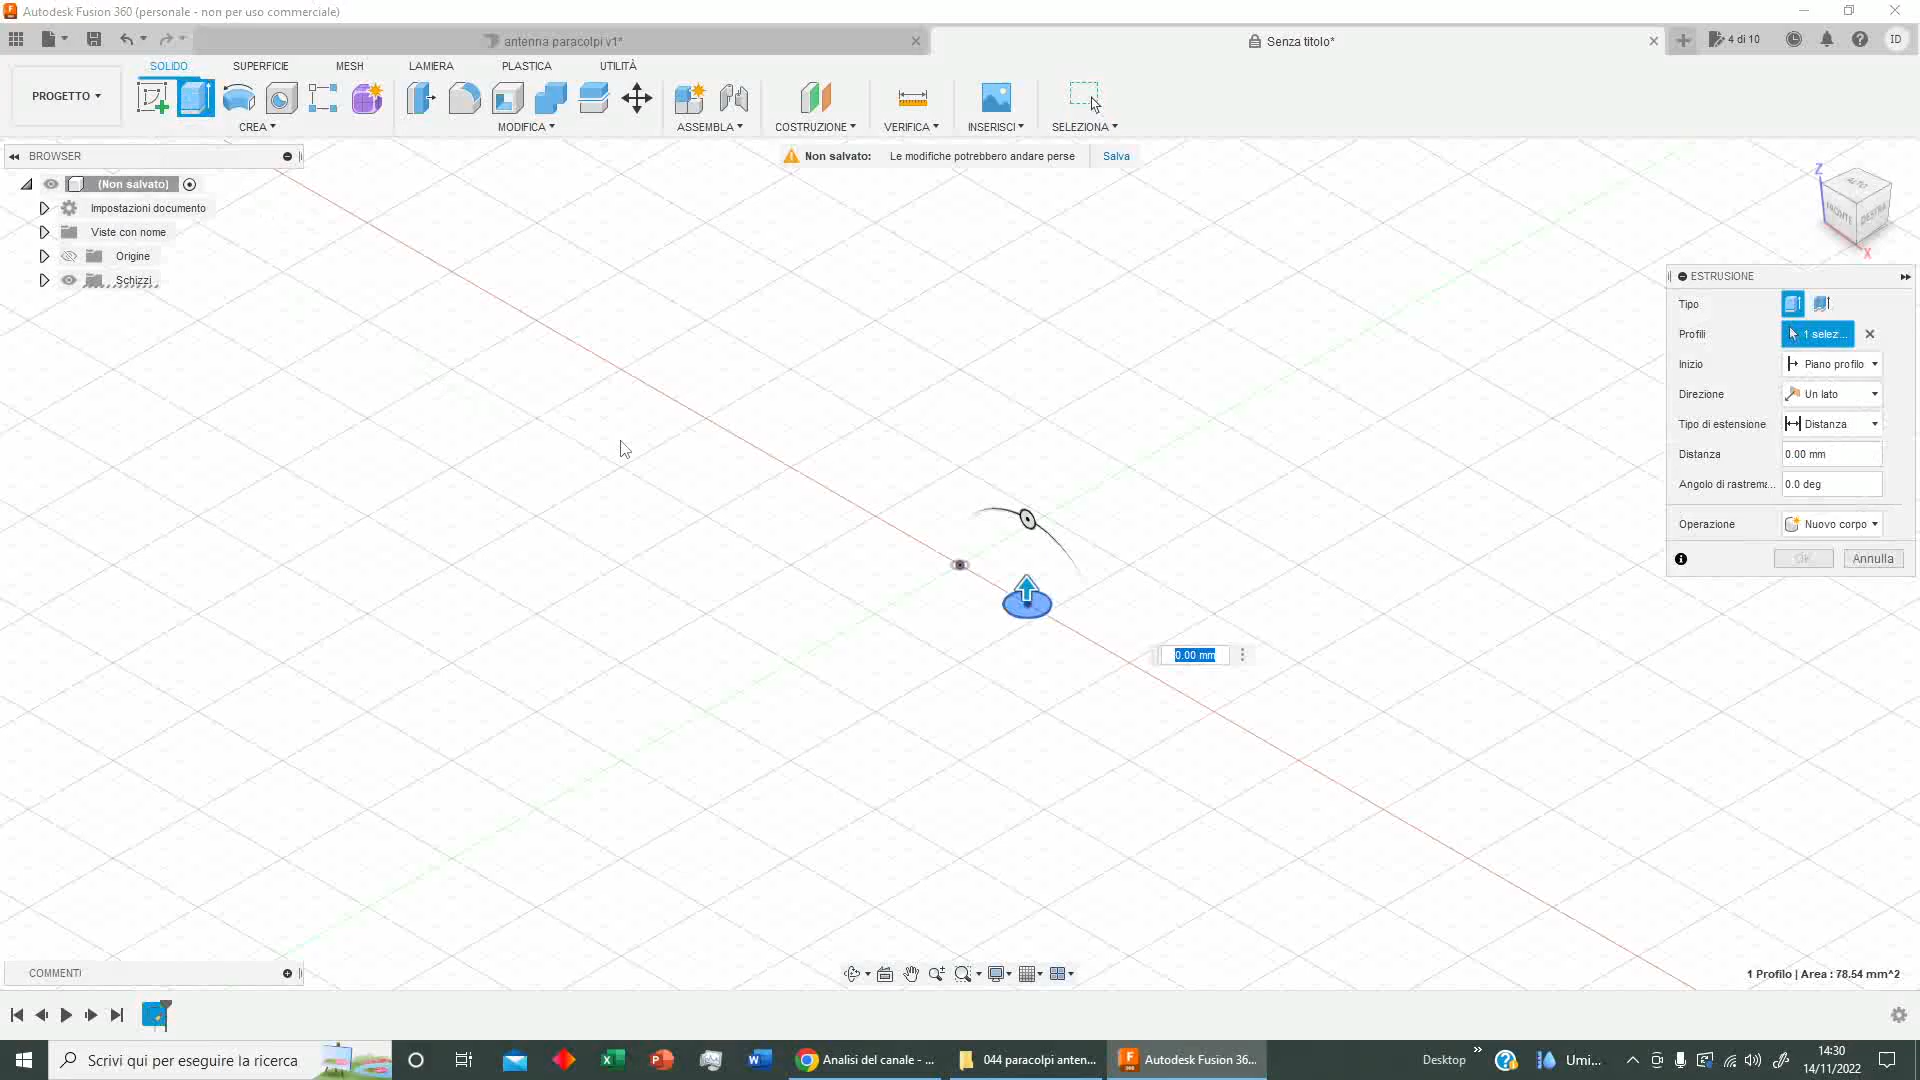 Autodesk Fusion 360 (personale - non per uso commerciale)
antenna paracolpi v1*
Senza titolo*
4 di 10
ID
PROGETTO
SOLIDO
SUPERFICIE
MESH
LAMIERA
PLASTICA
UTILITÀ
CREA
MODIFICA
ASSEMBLA
COSTRUZIONE
VERIFICA
INSERISCI
SELEZIONA
BROWSER
Non salvato:
Le modifiche potrebbero andare perse
Salva
(Non salvato)
Impostazioni documento
Viste con nome
Origine
Schizzi
Z
ALTO
FRONTE
DESTRA
X
ESTRUSIONE
Tipo
Profili
1 selez...
Inizio
Piano profilo
Direzione
Un lato
Tipo di estensione
Distanza
Distanza
0.00 mm
Angolo di rastrema...
0.0 deg
Operazione
Nuovo corpo
OK
Annulla
0.00 mm
COMMENTI
1 Profilo | Area : 78.54 mm^2
Scrivi qui per eseguire la ricerca
Analisi del canale - ...
044 paracolpi anten...
Autodesk Fusion 36...
Desktop
Umi...
14:30
14/11/2022